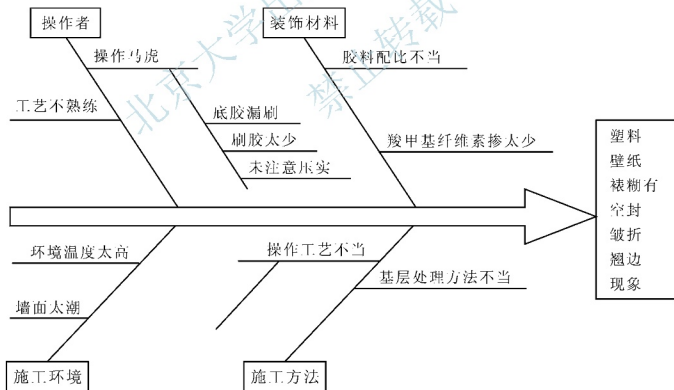 操作者
装饰材料
操作马虎
胶料配比不当
工艺不熟练
底胶漏刷
刷胶太少
羧甲基纤维素掺太少
未注意压实
塑料
壁纸
裱糊有
空封
皱折
翘边
现象
环境温度太高
操作工艺不当
基层处理方法不当
墙面太潮
施工环境
施工方法
禁止转载